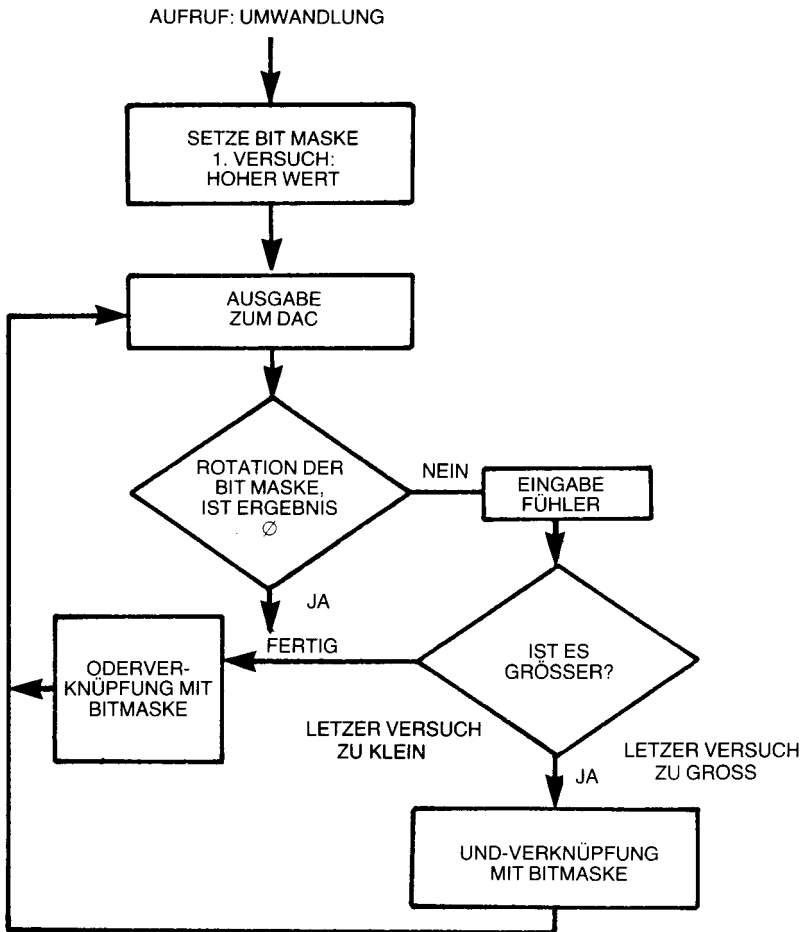 AUFRUF: UMWANDLUNG
SETZE BIT MASKE
1. VERSUCH:
HOHER WERT
AUSGABE
ZUM DAC
ROTATION DER
BIT MASKE,
IST ERGEBNIS
∅
NEIN
EINGABE
FÜHLER
JA
FERTIG
IST ES
GRÖSSER?
ODERVER-
KNÜPFUNG MIT
BITMASKE
LETZER VERSUCH
ZU KLEIN
LETZER VERSUCH
ZU GROSS
JA
UND-VERKNÜPFUNG
MIT BITMASKE